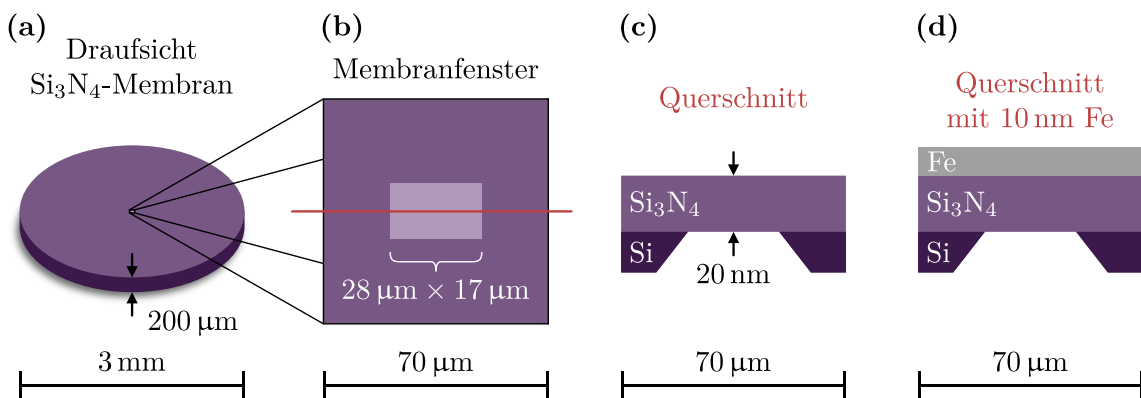 (a)
Draufsicht
Si₃N₄-Membran
200 µm
3 mm
(b)
Membranfenster
28 µm × 17 µm
70 µm
(c)
Querschnitt
Si₃N₄
Si
20 nm
70 µm
(d)
Querschnitt
mit 10 nm Fe
Fe
Si₃N₄
Si
70 µm